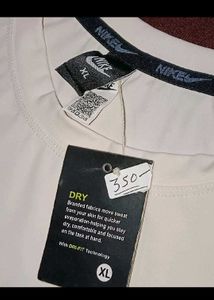 NIKE
NIKE
NIKE
XL
DRY
350-
Branded fabrics move sweat
from your skin for quicker
evaporation-helping you stay
dry, comfortable and focused
on the task at hand.
With DRI-FIT Technology
XL